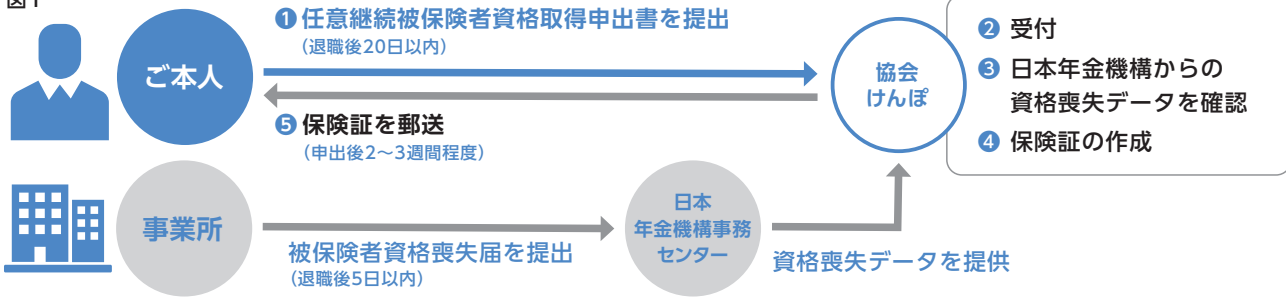 図1
❶任意継続被保険者資格取得申出書を提出
（退職後20日以内）
ご本人
協会
けんぽ
❷ 受付
❸ 日本年金機構からの
資格喪失データを確認
❹ 保険証の作成
❺保険証を郵送
（申出後2～3週間程度）
事業所
被保険者資格喪失届を提出
（退職後5日以内）
日本
年金機構事務
センター
資格喪失データを提供